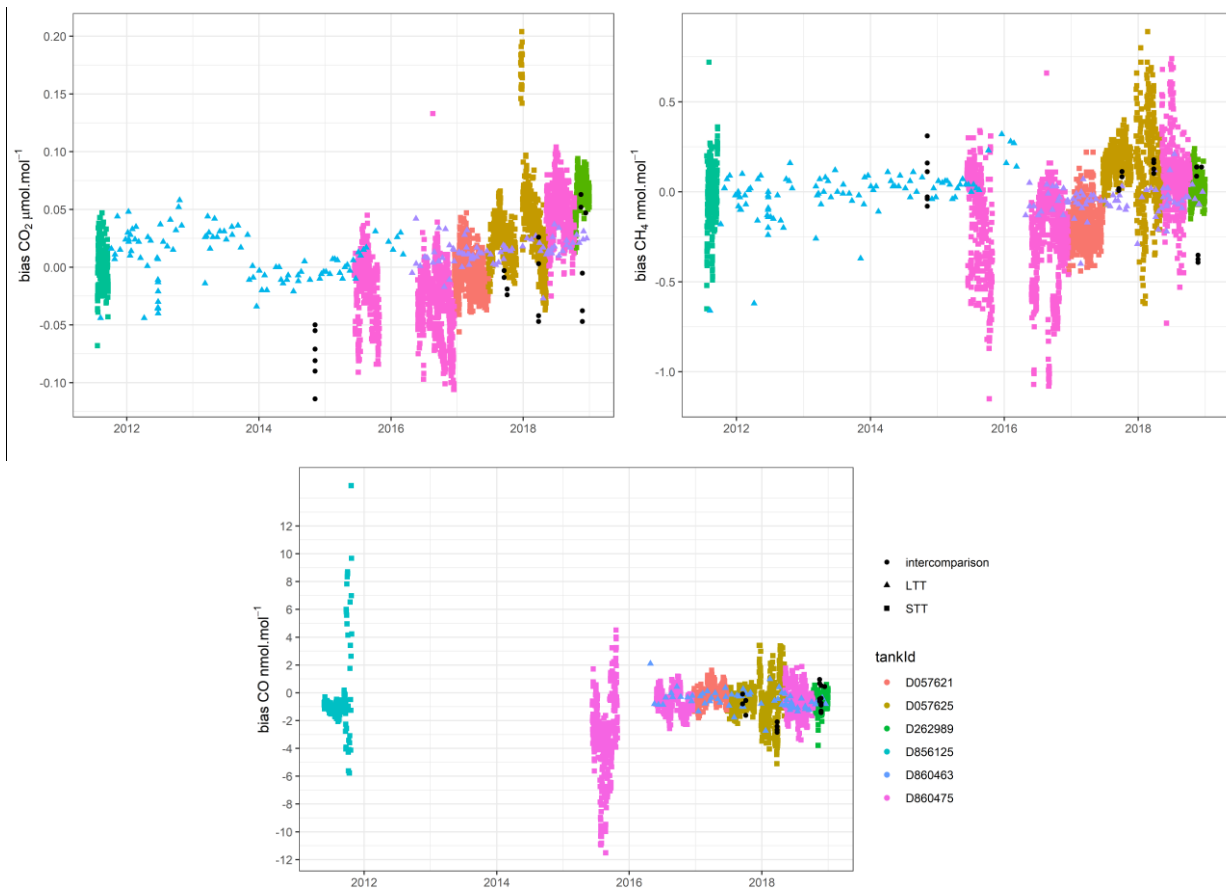 bias CO₂ μmol.mol⁻¹
0.20
0.15
0.10
0.05
0.00
-0.05
-0.10
2012
2014
2016
2018
bias CH₄ nmol.mol⁻¹
0.5
0.0
-0.5
-1.0
2012
2014
2016
2018
bias CO nmol.mol⁻¹
12
10
8
6
4
2
0
-2
-4
-6
-8
-10
-12
2012
2014
2016
2018
intercomparison
LTT
STT
tankId
D057621
D057625
D262989
D856125
D860463
D860475